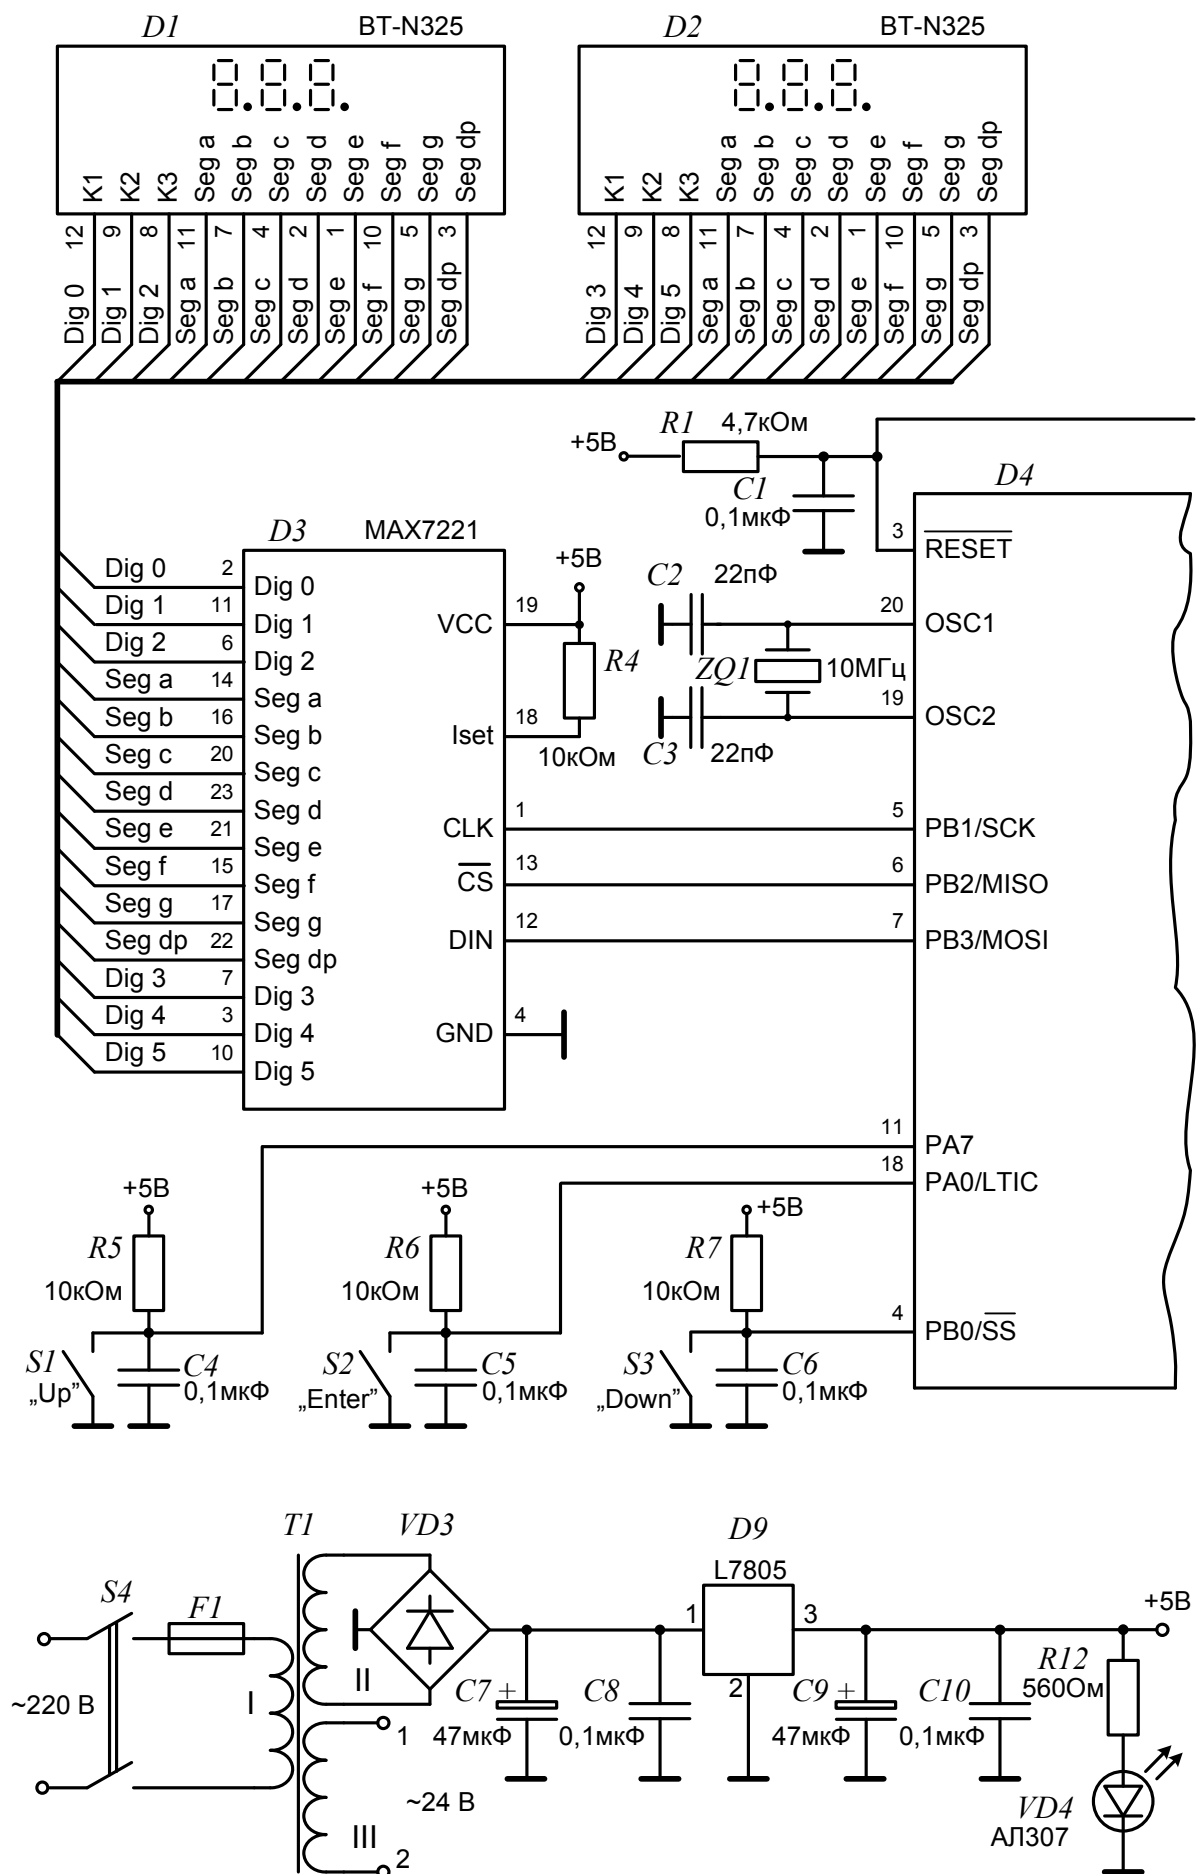 D1 BT-N325 D2 BT-N325
K1 K2 K3 Seg a Seg b Seg c Seg d Seg e Seg f Seg g Seg dp
K1 K2 K3 Seg a Seg b Seg c Seg d Seg e Seg f Seg g Seg dp
12 9 8 11 7 4 2 1 10 5 3
12 9 8 11 7 4 2 1 10 5 3
Dig 0 Dig 1 Dig 2 Seg a Seg b Seg c Seg d Seg e Seg f Seg g Seg dp
Dig 3 Dig 4 Dig 5 Seg a Seg b Seg c Seg d Seg e Seg f Seg g Seg dp
R1 4,7кОм
+5В
C1
0,1мкФ
D4
3 RESET
D3 MAX7221
+5В
C2 22пФ
Dig 0 2 Dig 0
Dig 1 11 Dig 1
VCC 19
20 OSC1
Dig 2 6 Dig 2
R4
ZQ1 10МГц
Seg a 14 Seg a
Seg b 16 Seg b
Iset 18
10кОм
C3 22пФ
19 OSC2
Seg c 20 Seg c
Seg d 23 Seg d
Seg e 21 Seg e
CLK 1 5 PB1/SCK
Seg f 15 Seg f
CS 13 6 PB2/MISO
Seg g 17 Seg g
Seg dp 22 Seg dp
DIN 12 7 PB3/MOSI
Dig 3 7 Dig 3
Dig 4 3 Dig 4
GND 4
Dig 5 10 Dig 5
11 PA7
18 PA0/LTIC
+5В +5В +5В
R5 R6 R7
10кОм 10кОм 10кОм
4 PB0/SS
S1 C4 S2 C5 S3 C6
„Up” 0,1мкФ „Enter” 0,1мкФ „Down” 0,1мкФ
T1 VD3 D9
L7805
S4 F1
1 3 +5В
2
I II
~220 В
C7 + C8 C9 + C10 R12
47мкФ 0,1мкФ 47мкФ 0,1мкФ 560Ом
1
~24 В
III
2
VD4
АЛ307